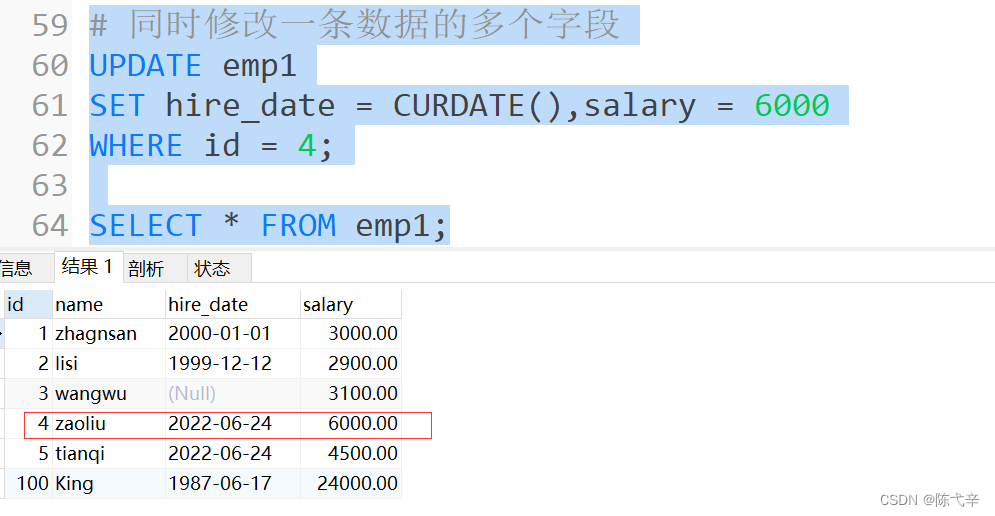 59 # 同时修改一条数据的多个字段
60 UPDATE emp1
61 SET hire_date = CURDATE(),salary = 6000
62 WHERE id = 4;
63
64 SELECT * FROM emp1;
信息 结果 1 剖析 状态
id name hire_date salary
1 zhagnsan 2000-01-01 3000.00
2 lisi 1999-12-12 2900.00
3 wangwu (Null) 3100.00
4 zaoliu 2022-06-24 6000.00
5 tianqi 2022-06-24 4500.00
100 King 1987-06-17 24000.00
CSDN @陈弋辛